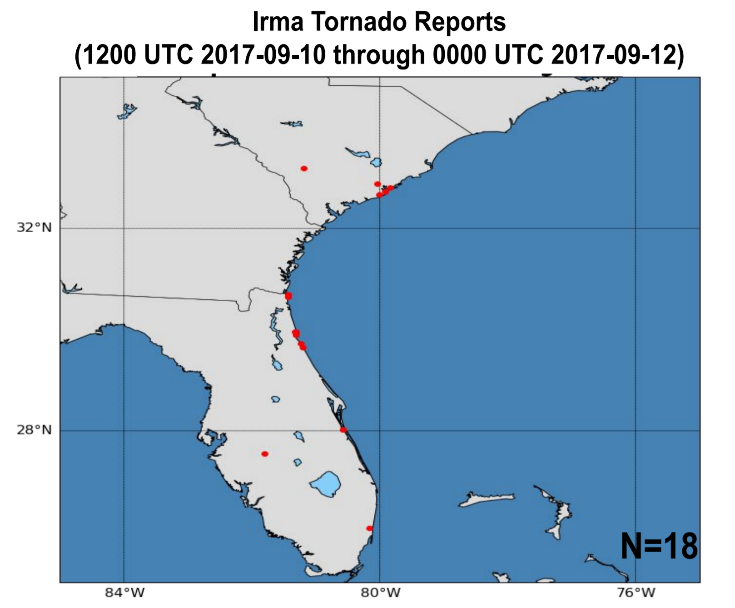 Irma Tornado Reports
(1200 UTC 2017-09-10 through 0000 UTC 2017-09-12)
32°N
28°N
N=18
84°W 80°W 76°W